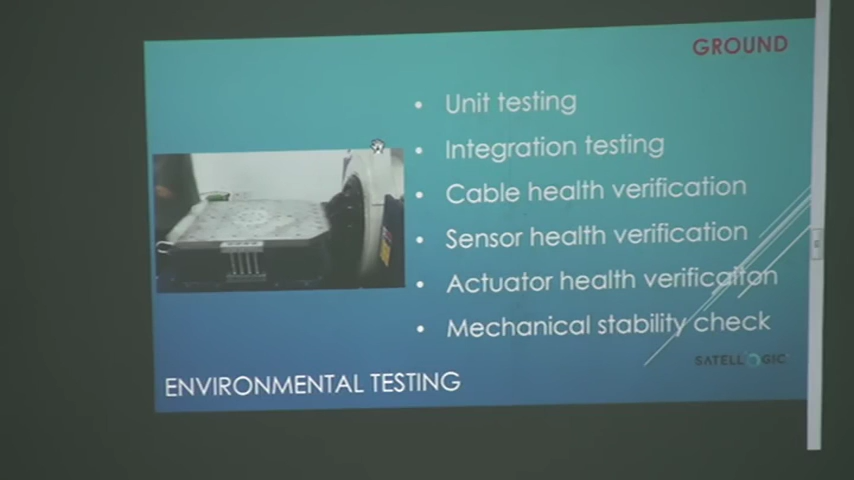 GROUND
• Unit testing
• Integration testing
• Cable health verification
• Sensor health verification
• Actuator health verificaiton
• Mechanical stability check
SATELLOGIC
ENVIRONMENTAL TESTING